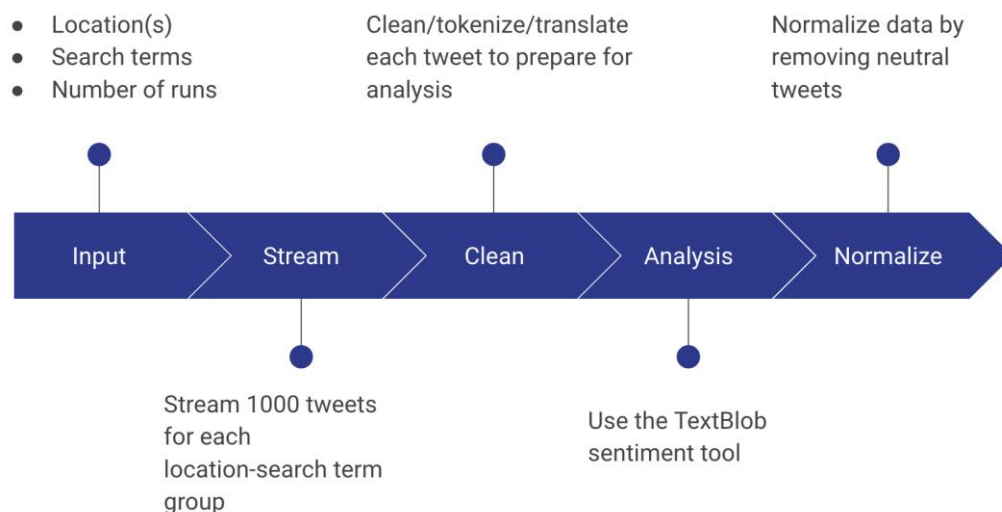 ● Location(s)
● Search terms
● Number of runs
Clean/tokenize/translate
each tweet to prepare for
analysis
Normalize data by
removing neutral
tweets
Input
Stream
Clean
Analysis
Normalize
Stream 1000 tweets
for each
location-search term
group
Use the TextBlob
sentiment tool